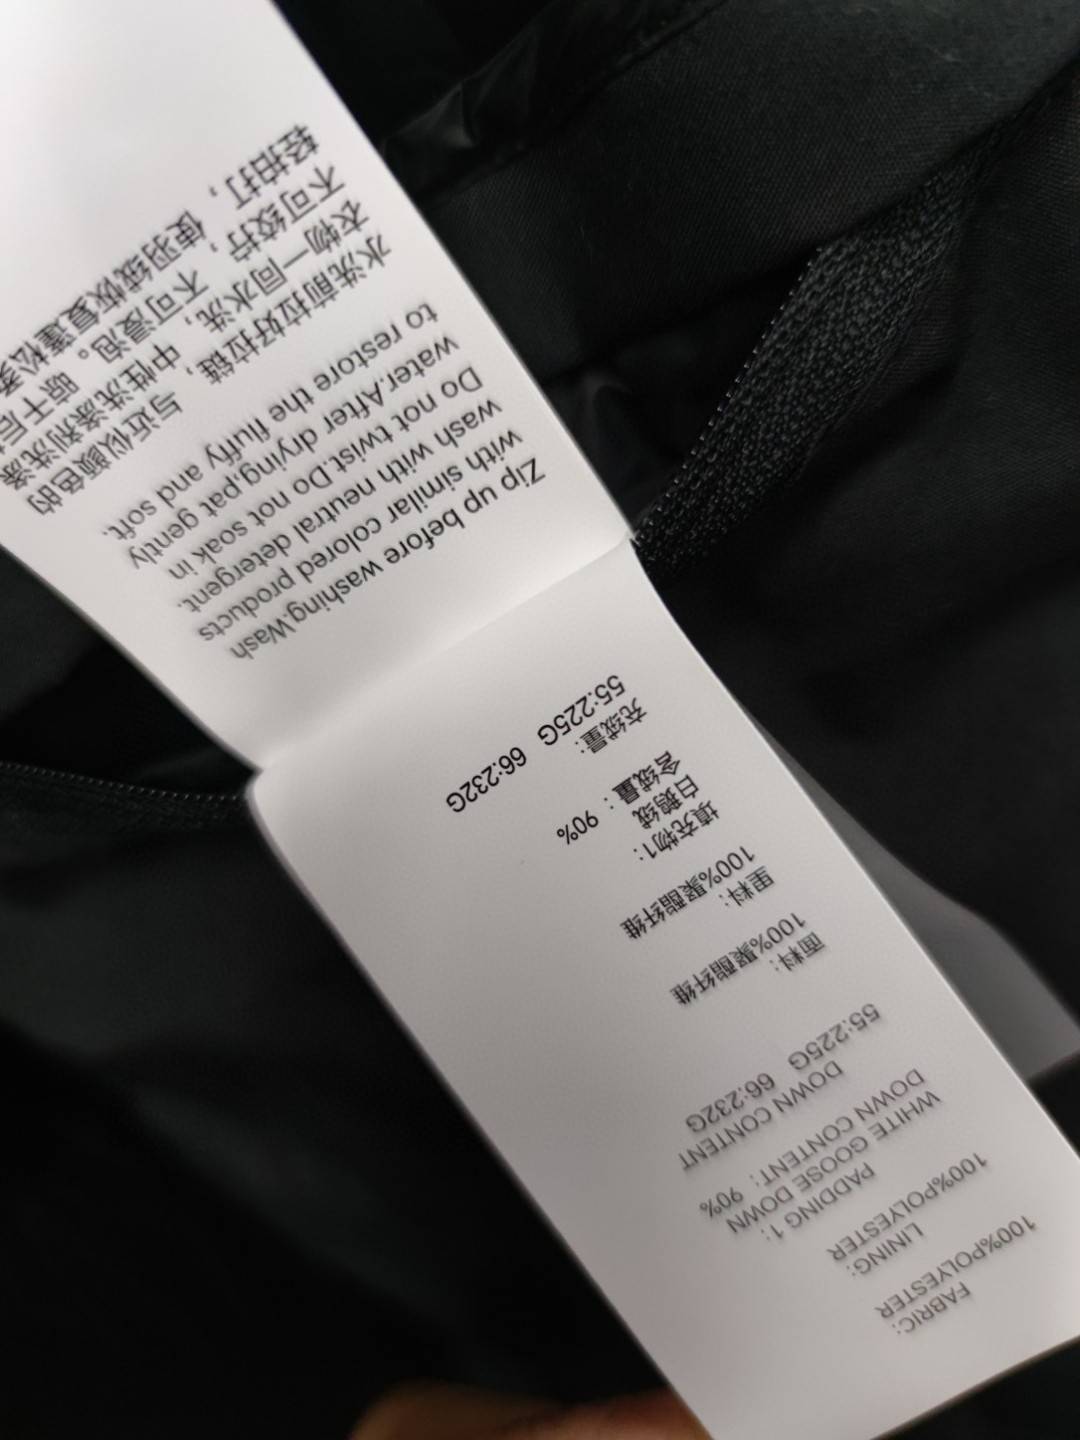 FABRIC:
100%POLYESTER
LINING:
100%POLYESTER
PADDING 1:
WHITE GOOSE DOWN
DOWN CONTENT：90%
DOWN CONTENT
55:225G 66:232G
面料：
100%聚酯纤维
里料：
100%聚酯纤维
填充物1：
白鹅绒
含绒量：90%
充绒量：
55:225G 66:232G
Zip up before washing.Wash
with similar colored products
wash with neutral detergent.
Do not twist.Do not soak in
water.After drying,pat gently
to restore the fluffy and soft.
水洗前拉好拉链，与近似颜色的
衣物一同水洗，中性洗涤剂洗涤
不可绞拧，不可浸泡。晾干后
轻拍打，使羽绒恢复蓬松